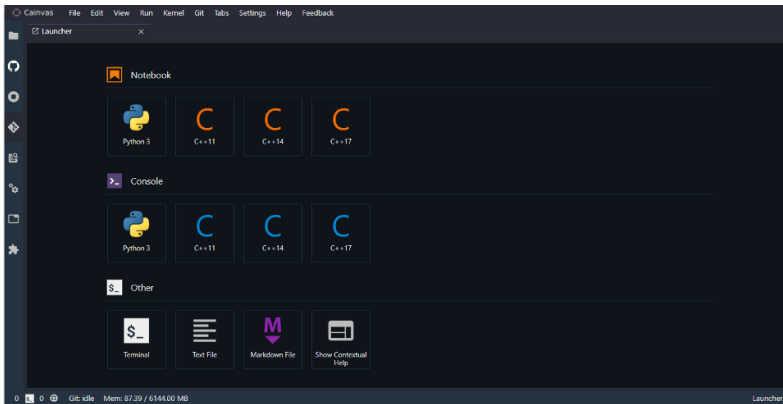 Cainvas File Edit View Run Kernel Git Tabs Settings Help Feedback
Launcher ×
Notebook
Python 3 C++11 C++14 C++17
>_ Console
Python 3 C++11 C++14 C++17
$_ Other
$_
Terminal Text File Markdown File Show Contextual
Help
0 0 Git: idle Mem: 87.39 / 6144.00 MB Launcher